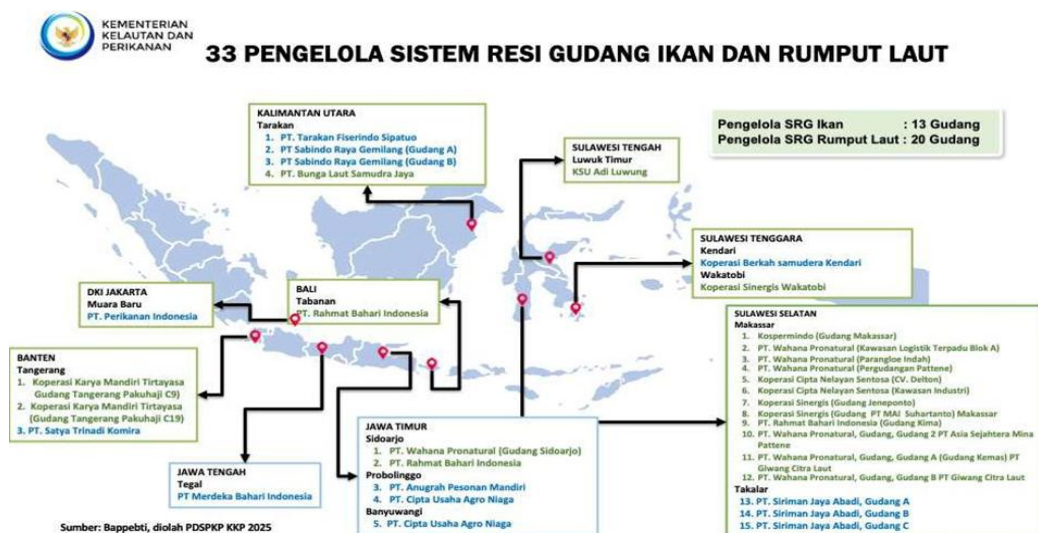 KEMENTERIAN
KELAUTAN DAN
PERIKANAN
33 PENGELOLA SISTEM RESI GUDANG IKAN DAN RUMPUT LAUT
Pengelola SRG Ikan : 13 Gudang
Pengelola SRG Rumput Laut : 20 Gudang
KALIMANTAN UTARA
Tarakan
1. PT. Tarakan Fiserindo Sipatuo
2. PT Sabindo Raya Gemilang (Gudang A)
3. PT Sabindo Raya Gemilang (Gudang B)
4. PT. Bunga Laut Samudra Jaya
SULAWESI TENGAH
Luwuk Timur
KSU Adi Luwung
SULAWESI TENGGARA
Kendari
Koperasi Berkah samudera Kendari
Wakatobi
Koperasi Sinergis Wakatobi
DKI JAKARTA
Muara Baru
PT. Perikanan Indonesia
BALI
Tabanan
PT. Rahmat Bahari Indonesia
BANTEN
Tangerang
1. Koperasi Karya Mandiri Tirtayasa
Gudang Tangerang Pakuhaji C9)
2. Koperasi Karya Mandiri Tirtayasa
(Gudang Tangerang Pakuhaji C19)
3. PT. Satya Trinadi Komira
JAWA TENGAH
Tegal
PT Merdeka Bahari Indonesia
JAWA TIMUR
Sidoarjo
1. PT. Wahana Pronatural (Gudang Sidoarjo)
2. PT. Rahmat Bahari Indonesia
Probolinggo
3. PT. Anugrah Pesonan Mandiri
4. PT. Cipta Usaha Agro Niaga
Banyuwangi
5. PT. Cipta Usaha Agro Niaga
SULAWESI SELATAN
Makassar
1. Kospermindo (Gudang Makassar)
2. PT. Wahana Pronatural (Kawasan Logistik Terpadu Blok A)
3. PT. Wahana Pronatural (Parangloe Indah)
4. PT. Wahana Pronatural (Pergudangan Pattene)
5. Koperasi Cipta Nelayan Sentosa (CV. Delton)
6. Koperasi Cipta Nelayan Sentosa (Kawasan Industri)
7. Koperasi Sinergis (Gudang Jeneponto)
8. Koperasi Sinergis (Gudang PT MAI Suhartanto) Makassar
9. PT. Rahmat Bahari Indonesia (Gudang Kima)
10. PT. Wahana Pronatural, Gudang, Gudang 2 PT Asia Sejahtera Mina
Pattene
11. PT. Wahana Pronatural, Gudang, Gudang A (Gudang Kemas) PT
Giwang Citra Laut
12. PT. Wahana Pronatural, Gudang, Gudang B PT Giwang Citra Laut
Takalar
13. PT. Siriman Jaya Abadi, Gudang A
14. PT. Siriman Jaya Abadi, Gudang B
15. PT. Siriman Jaya Abadi, Gudang C
Sumber: Bappebti, diolah PDSPKP KKP 2025